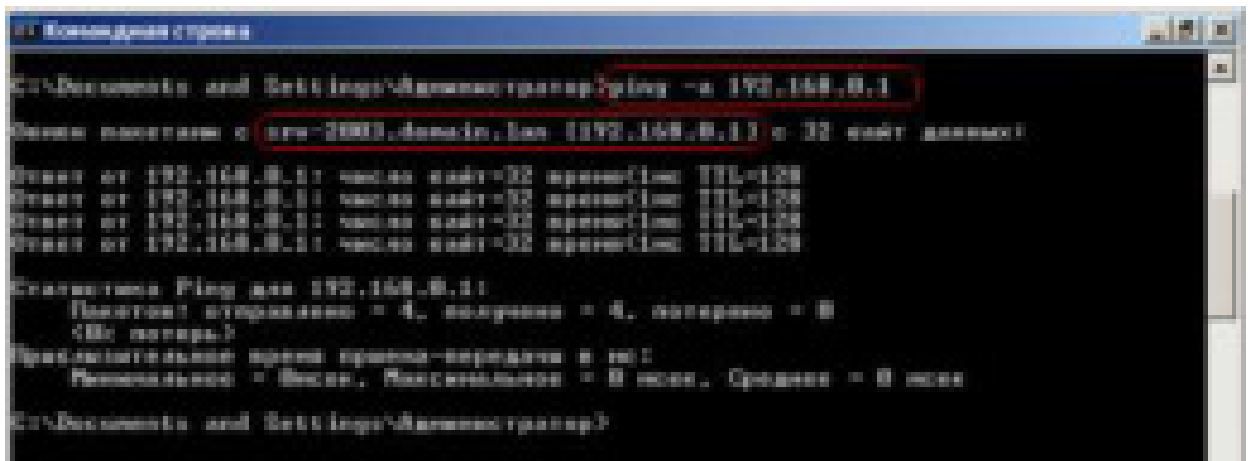 Командная строка
C:\Documents and Settings\Администратор>ping -a 192.168.0.1
Обмен пакетами с srv-2003.domain.lan [192.168.0.1] с 32 байт данных:
Ответ от 192.168.0.1: число байт=32 время<1мс TTL=128
Ответ от 192.168.0.1: число байт=32 время<1мс TTL=128
Ответ от 192.168.0.1: число байт=32 время<1мс TTL=128
Ответ от 192.168.0.1: число байт=32 время<1мс TTL=128
Статистика Ping для 192.168.0.1:
Пакетов: отправлено = 4, получено = 4, потеряно = 0
(0% потерь)
Приблизительное время приема-передачи в мс:
Минимальное = 0мсек, Максимальное = 0 мсек, Среднее = 0 мсек
C:\Documents and Settings\Администратор>